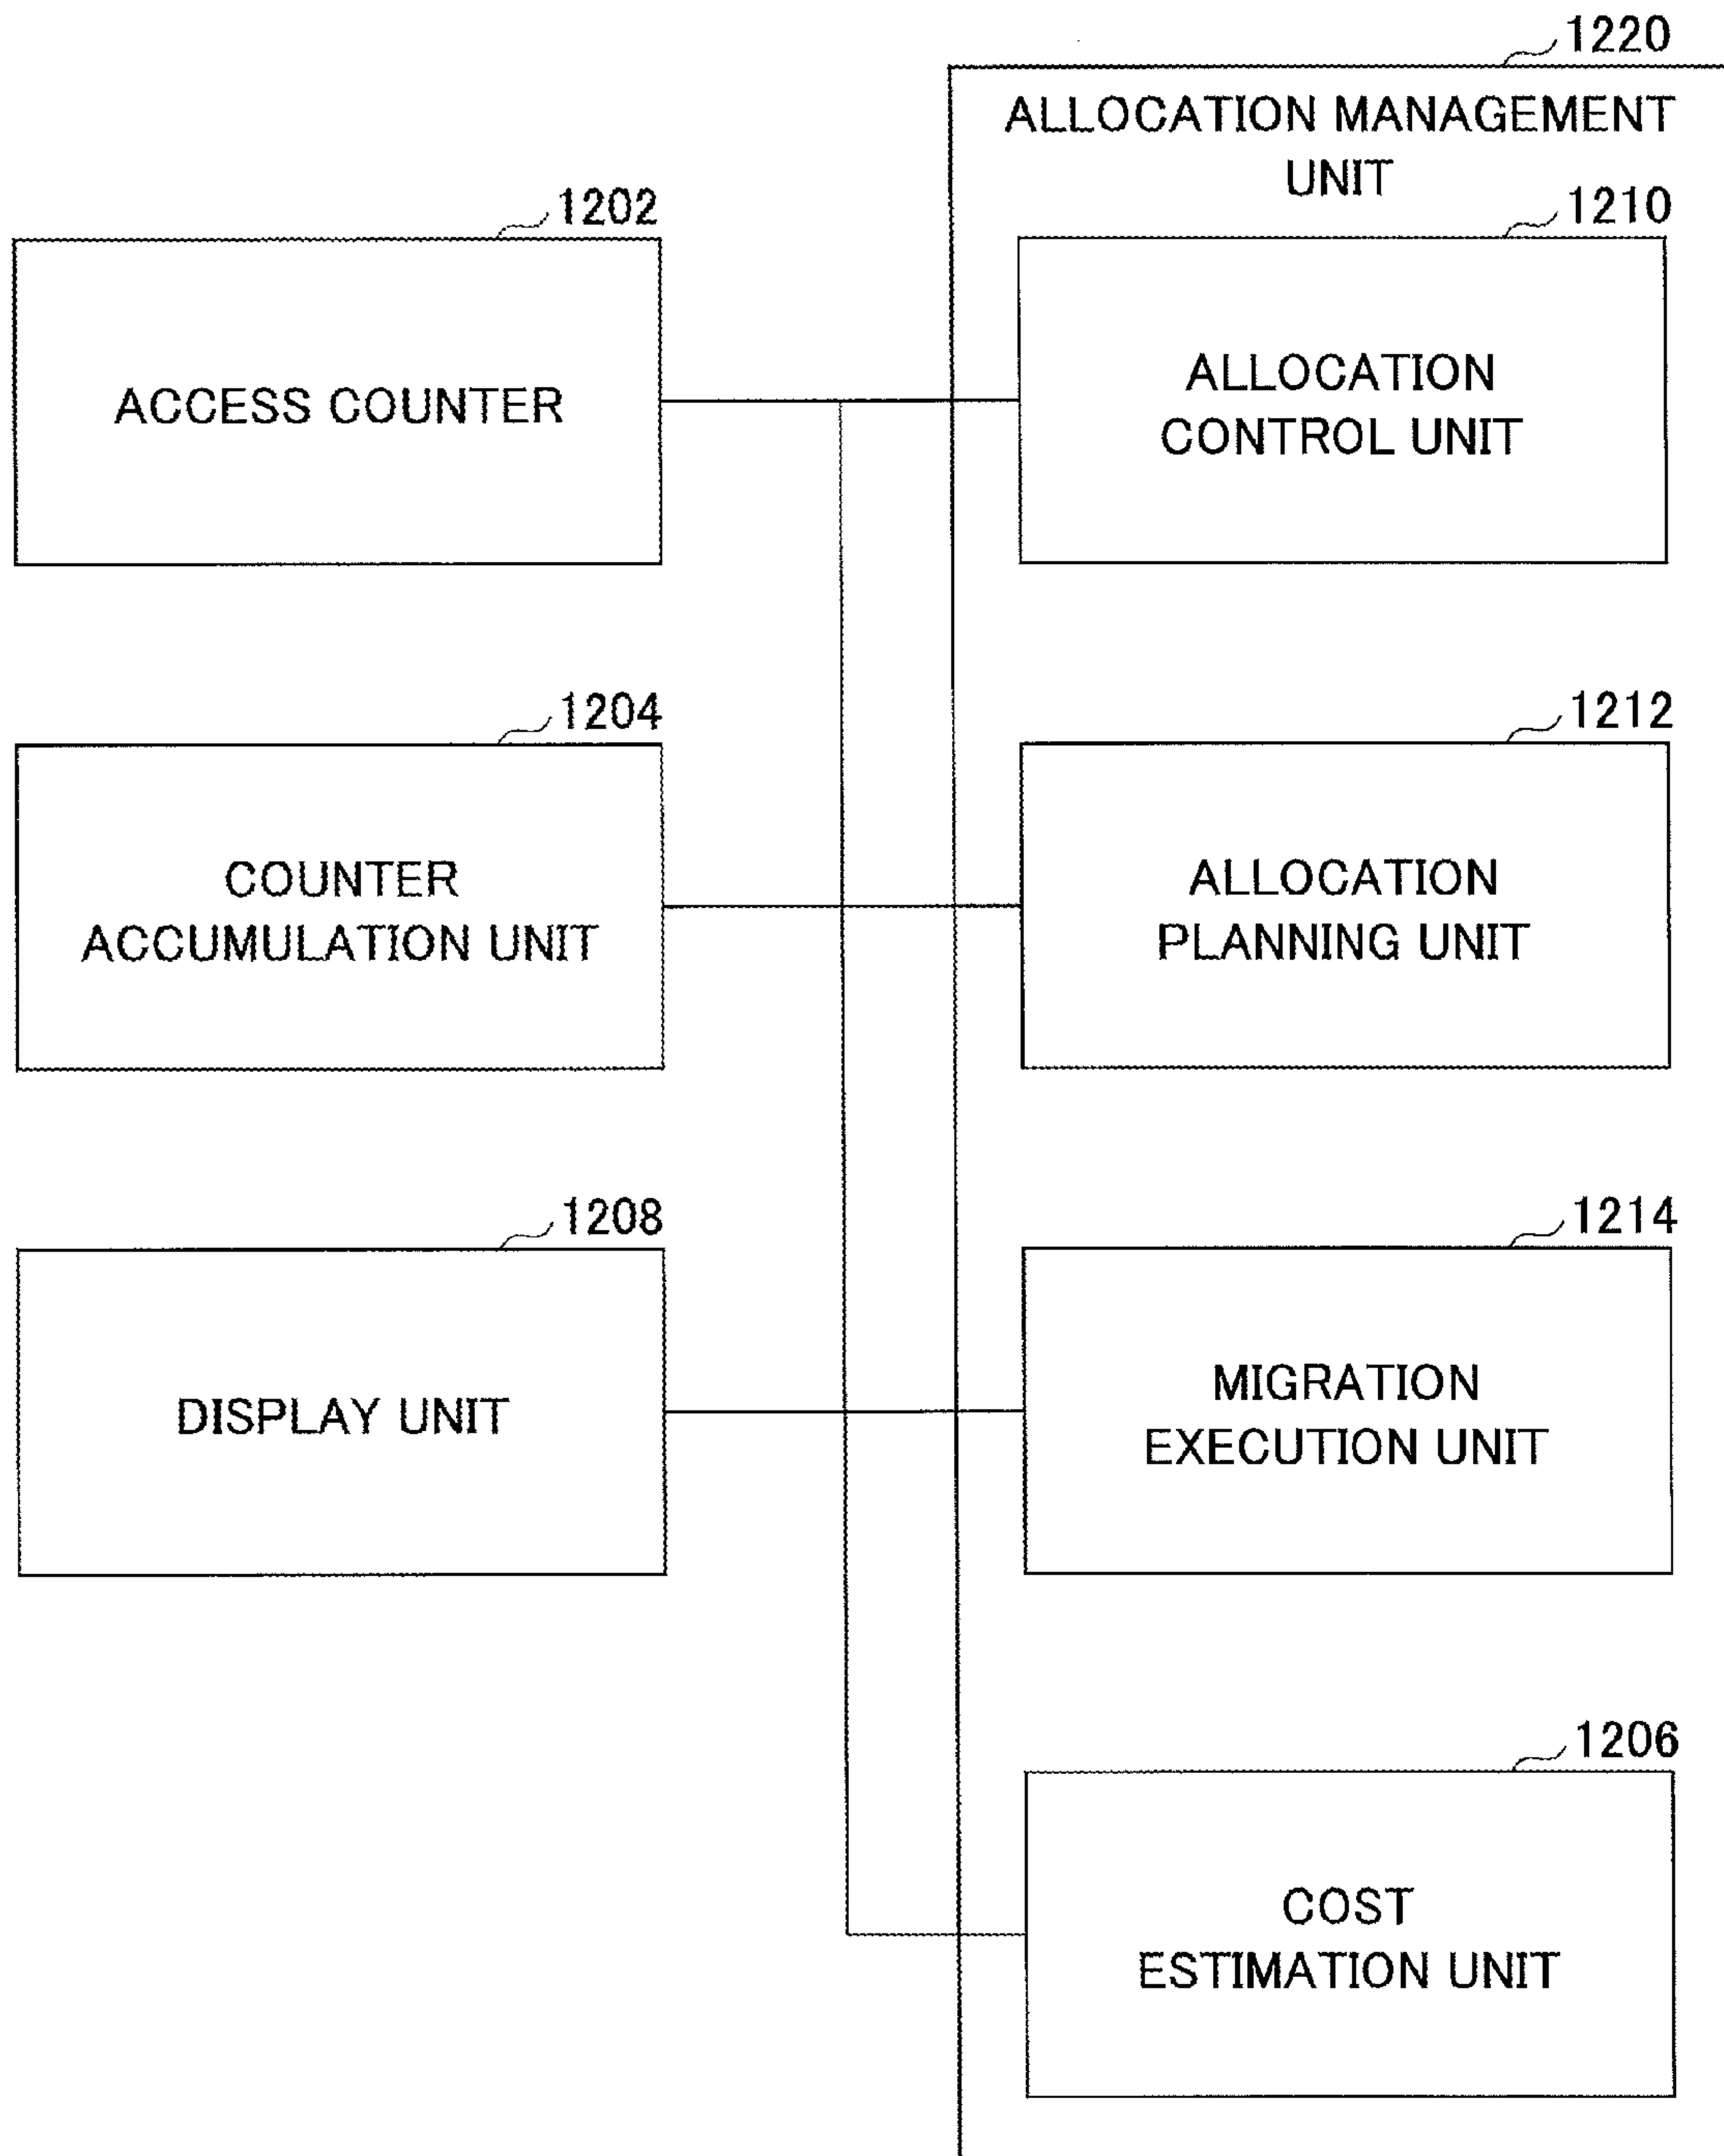 1220
ALLOCATION MANAGEMENT
UNIT
1202
ACCESS COUNTER
1210
ALLOCATION
CONTROL UNIT
1204
COUNTER
ACCUMULATION UNIT
1212
ALLOCATION
PLANNING UNIT
1208
DISPLAY UNIT
1214
MIGRATION
EXECUTION UNIT
1206
COST
ESTIMATION UNIT